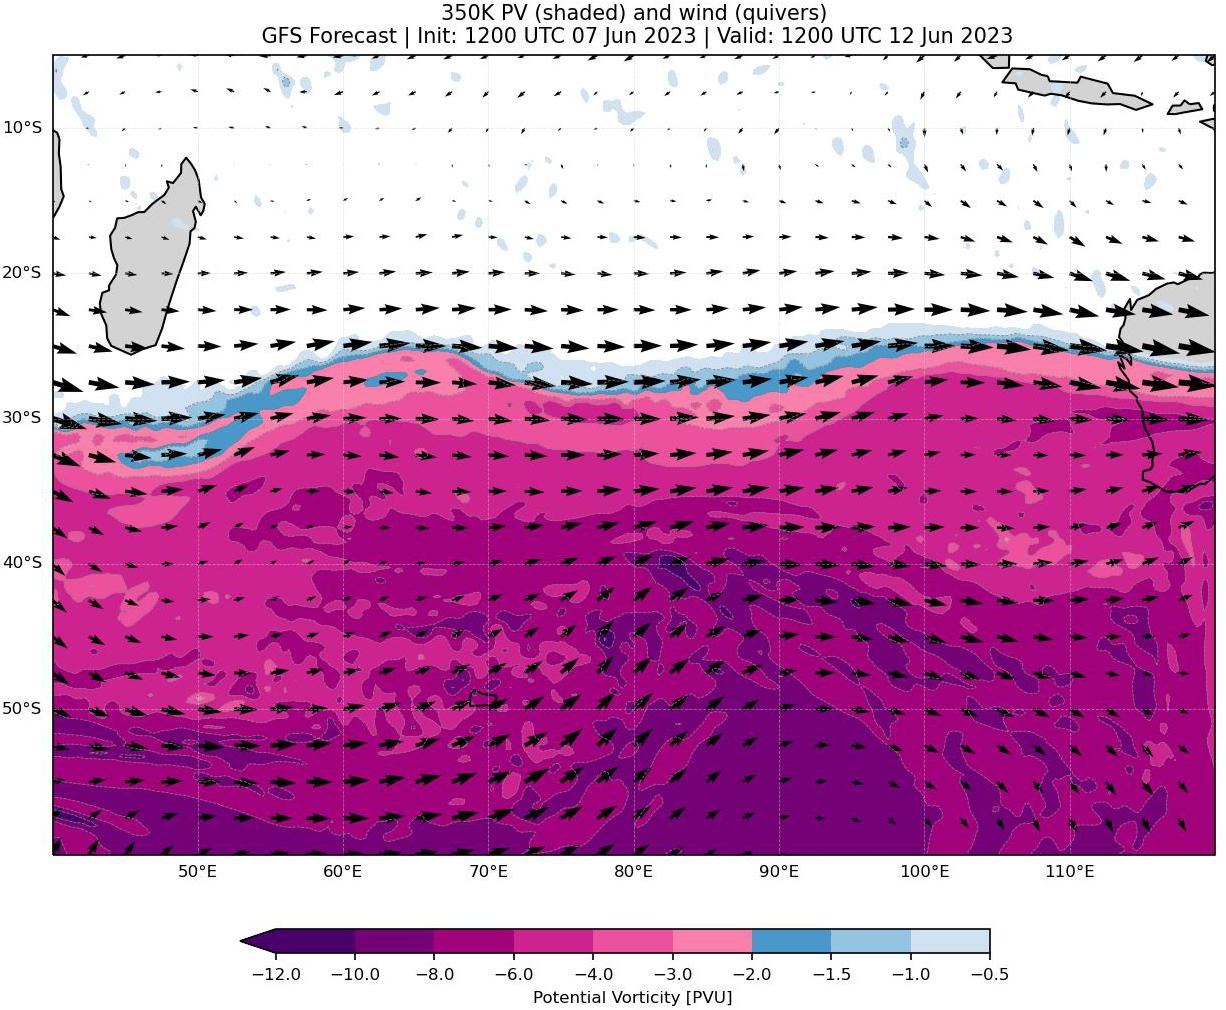 350K PV (shaded) and wind (quivers)
GFS Forecast | Init: 1200 UTC 07 Jun 2023 | Valid: 1200 UTC 12 Jun 2023
10°S
20°S
30°S
40°S
50°S
50°E 60°E 70°E 80°E 90°E 100°E 110°E
−12.0 −10.0 −8.0 −6.0 −4.0 −3.0 −2.0 −1.5 −1.0 −0.5
Potential Vorticity [PVU]